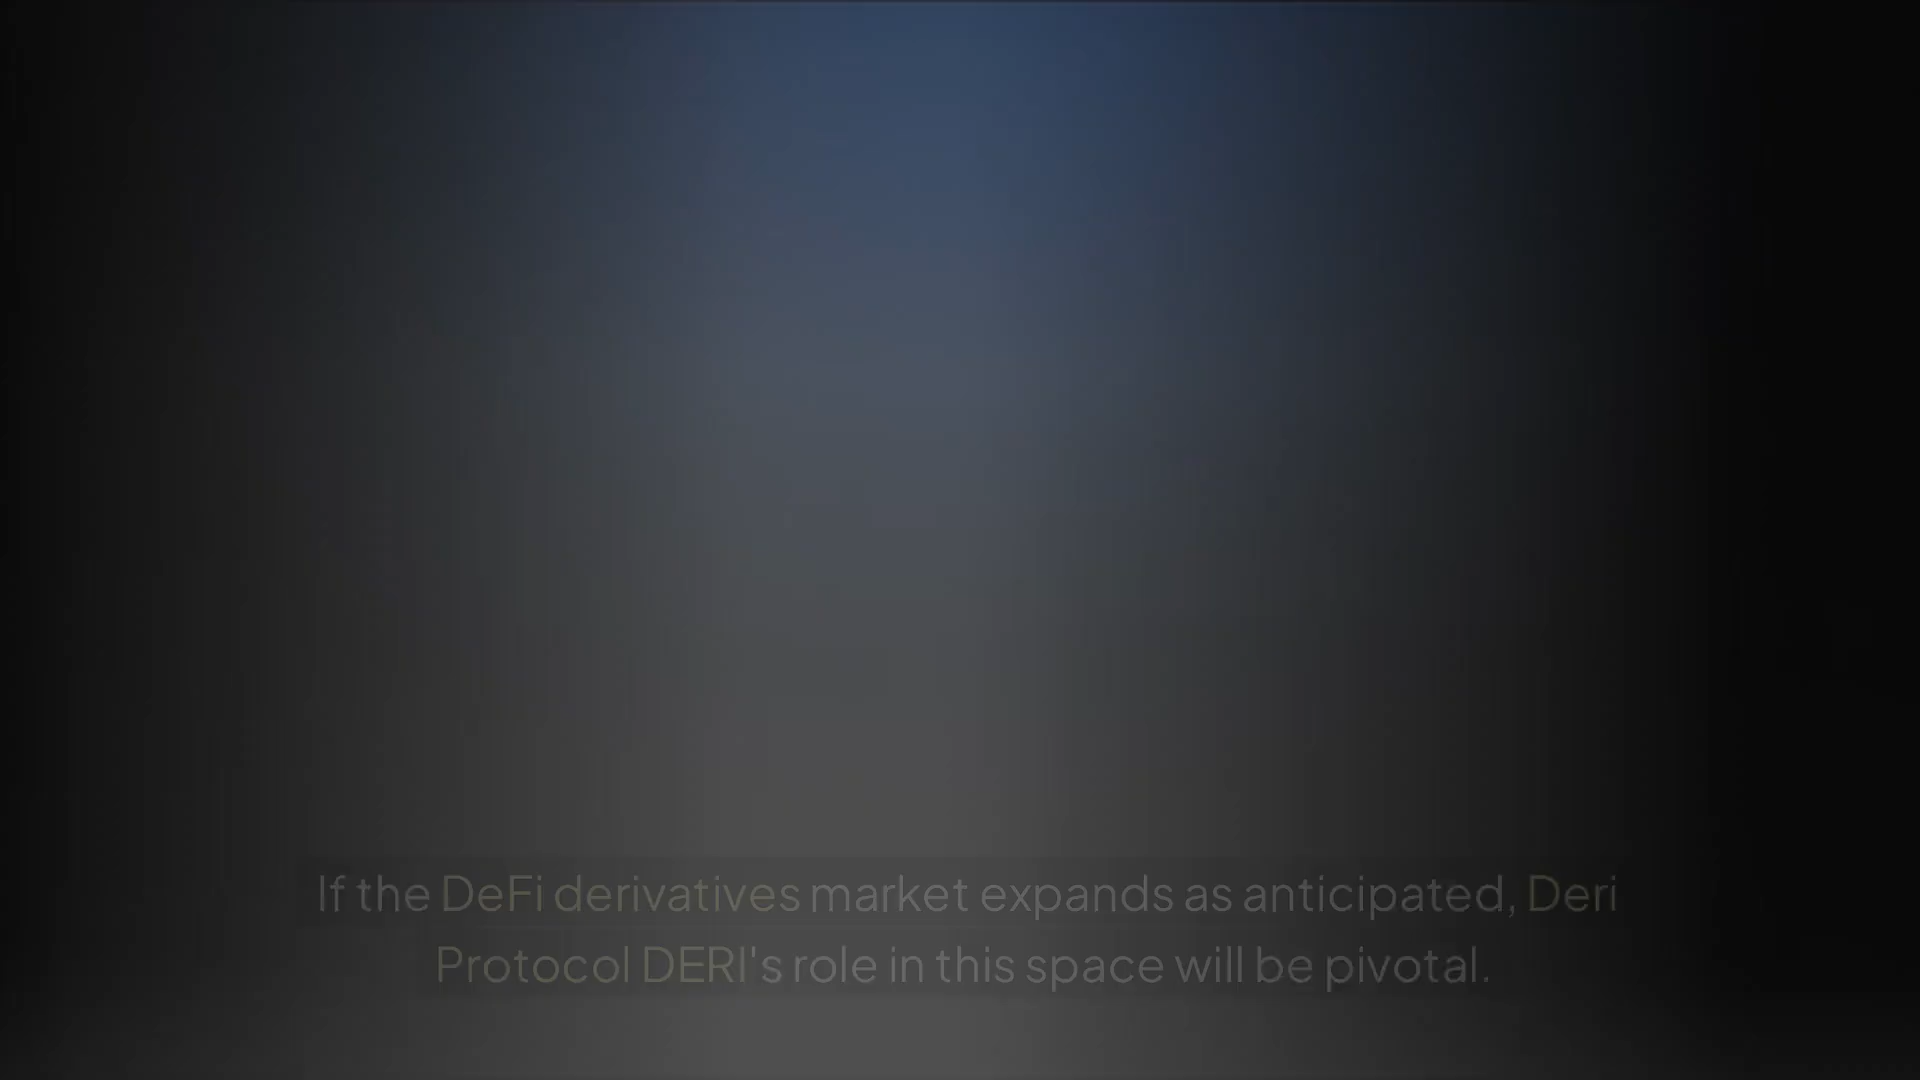 If the DeFi derivatives market expands as anticipated, Deri
Protocol DERI's role in this space will be pivotal.